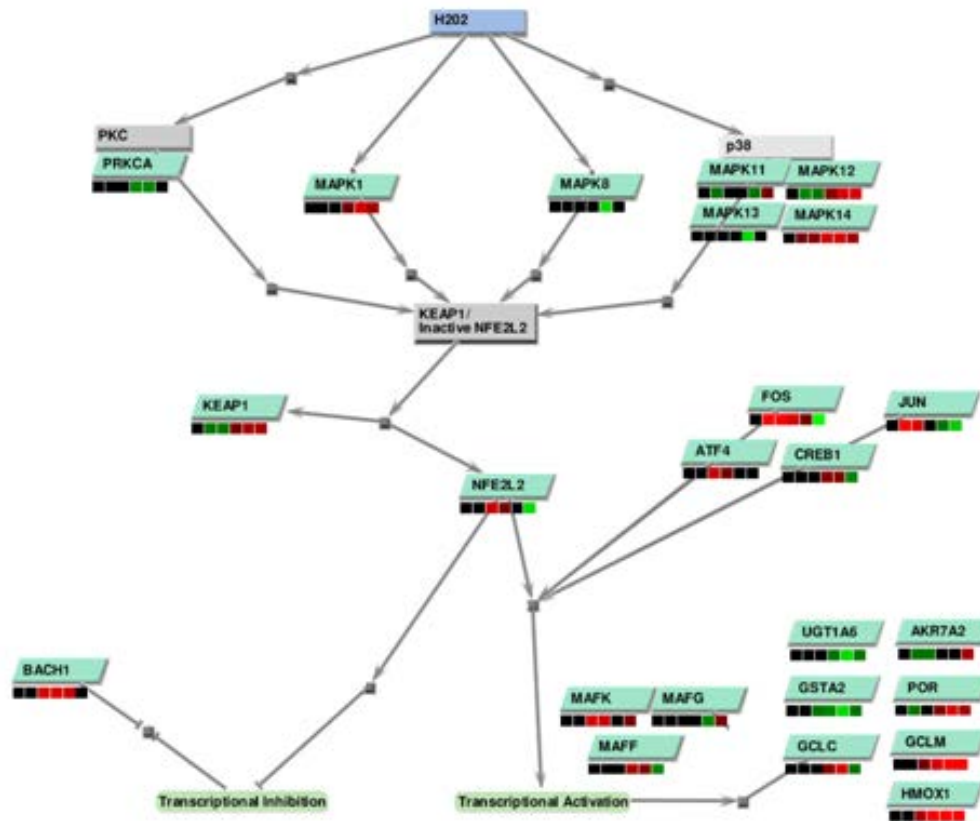 H202
PKC
PRKCA
MAPK1
MAPK8
p38
MAPK11
MAPK12
MAPK13
MAPK14
KEAP1/
Inactive NFE2L2
KEAP1
NFE2L2
FOS
JUN
ATF4
CREB1
BACH1
UGT1A6
AKR7A2
MAFK
MAFG
GSTA2
POR
MAFF
GCLC
GCLM
HMOX1
Transcriptional Inhibition
Transcriptional Activation